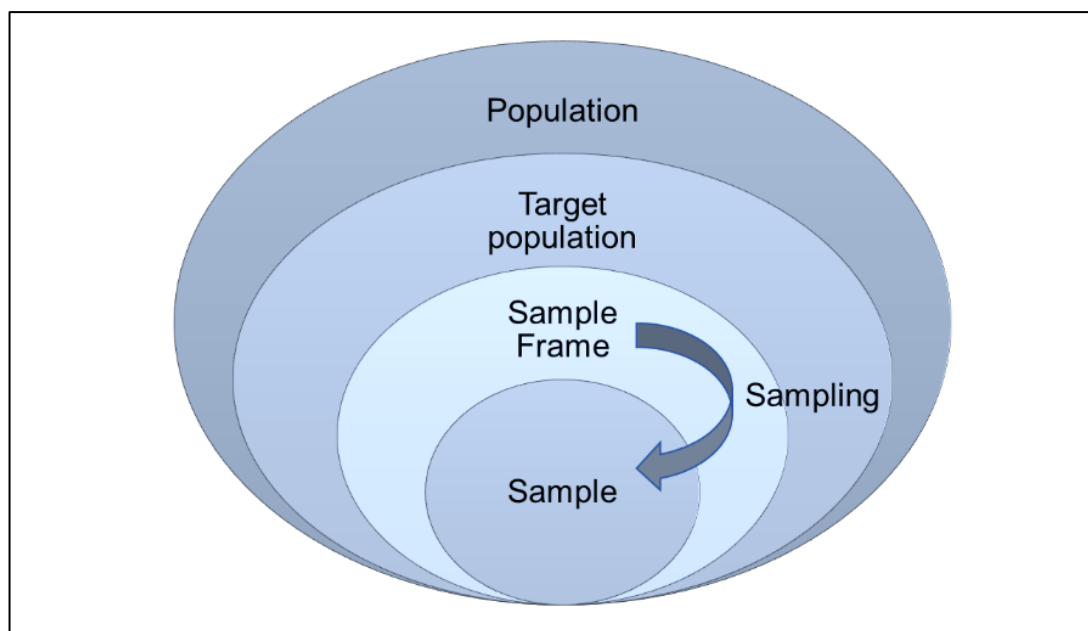 Population
Target
population
Sample
Frame
Sampling
Sample